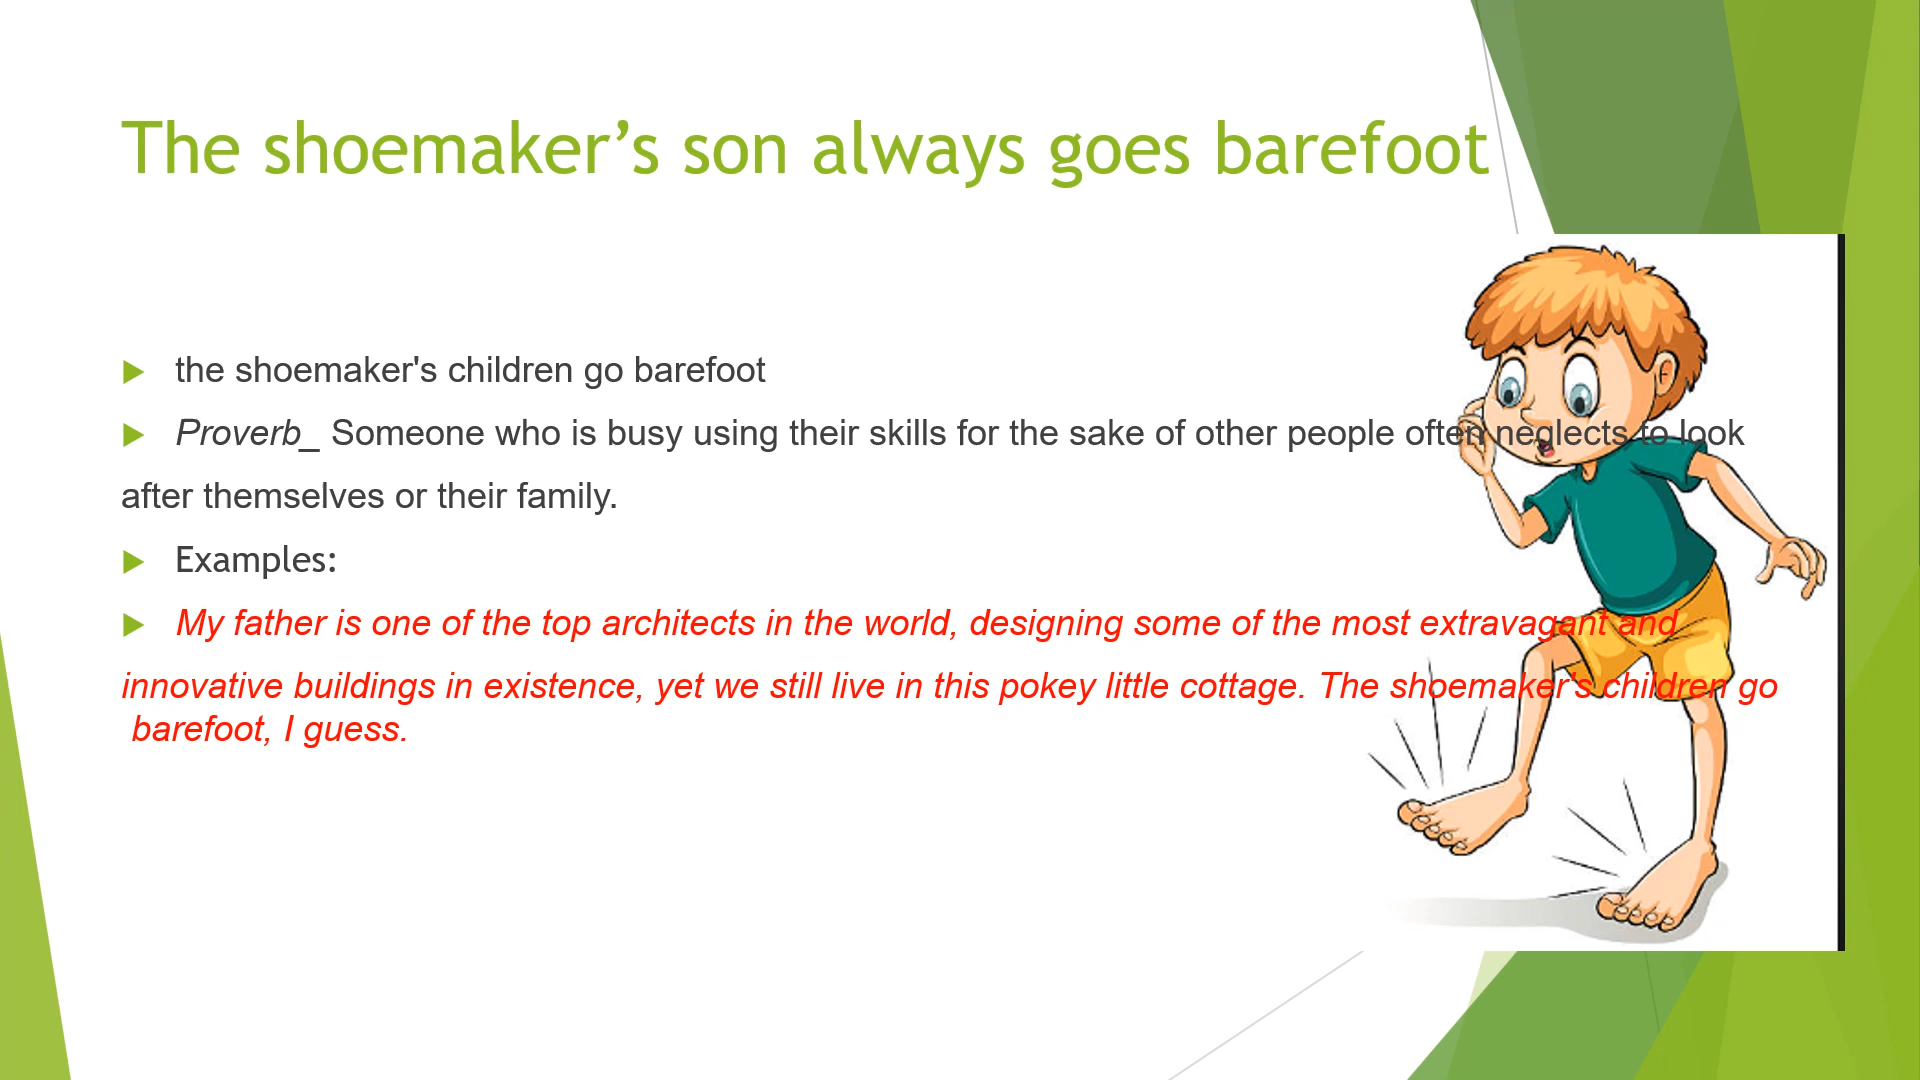 The shoemaker’s son always goes barefoot
the shoemaker's children go barefoot
Proverb_ Someone who is busy using their skills for the sake of other people often neglects to look
after themselves or their family.
Examples:
My father is one of the top architects in the world, designing some of the most extravagant and
innovative buildings in existence, yet we still live in this pokey little cottage. The shoemaker's children go
barefoot, I guess.